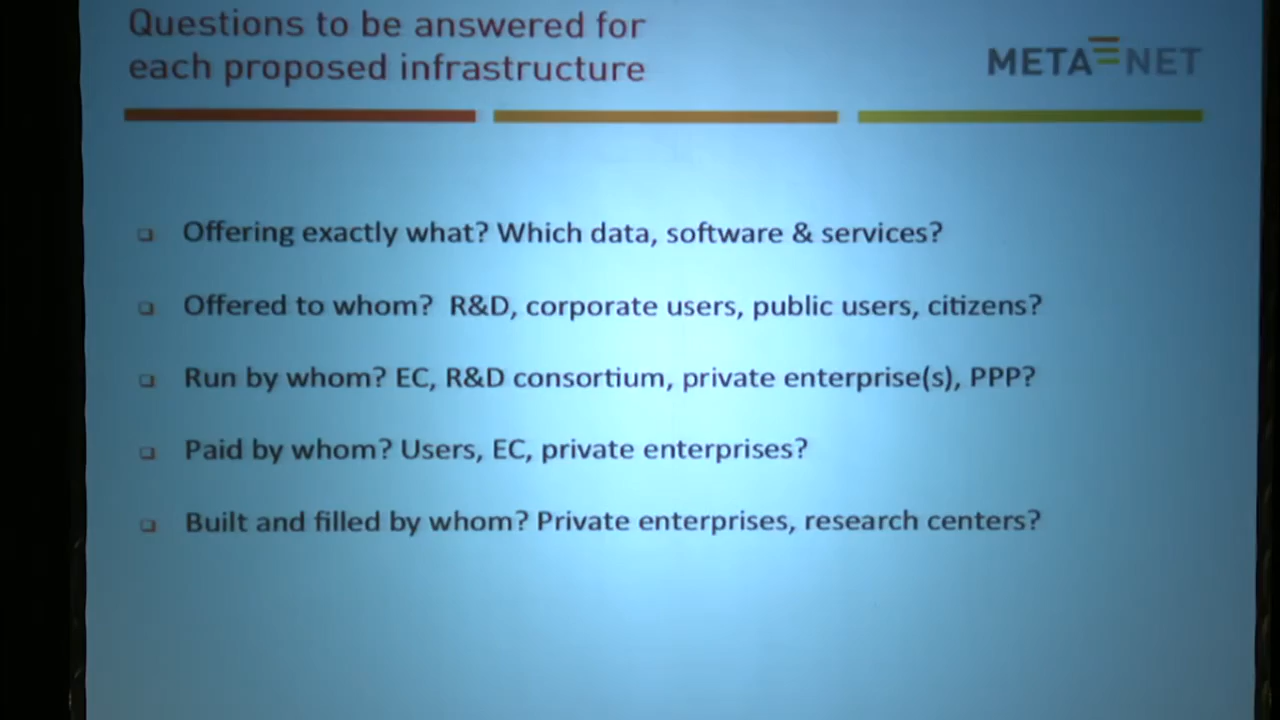 Questions to be answered for
each proposed infrastructure
META NET
Offering exactly what? Which data, software & services?
Offered to whom? R&D, corporate users, public users, citizens?
Run by whom? EC, R&D consortium, private enterprise(s), PPP?
Paid by whom? Users, EC, private enterprises?
Built and filled by whom? Private enterprises, research centers?